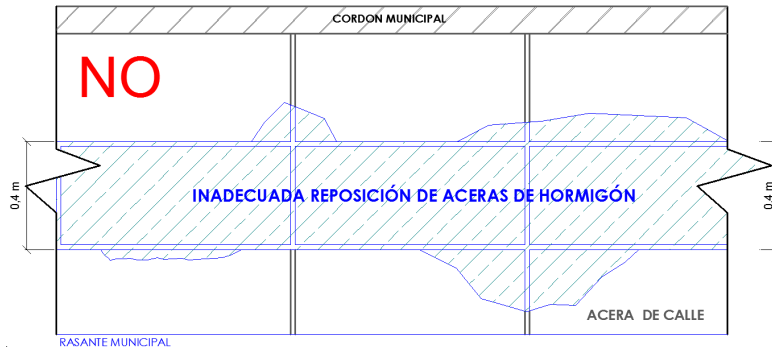 CORDON MUNICIPAL
NO
0,4 m
0,4 m
INADECUADA REPOSICIÓN DE ACERAS DE HORMIGÓN
ACERA DE CALLE
RASANTE MUNICIPAL